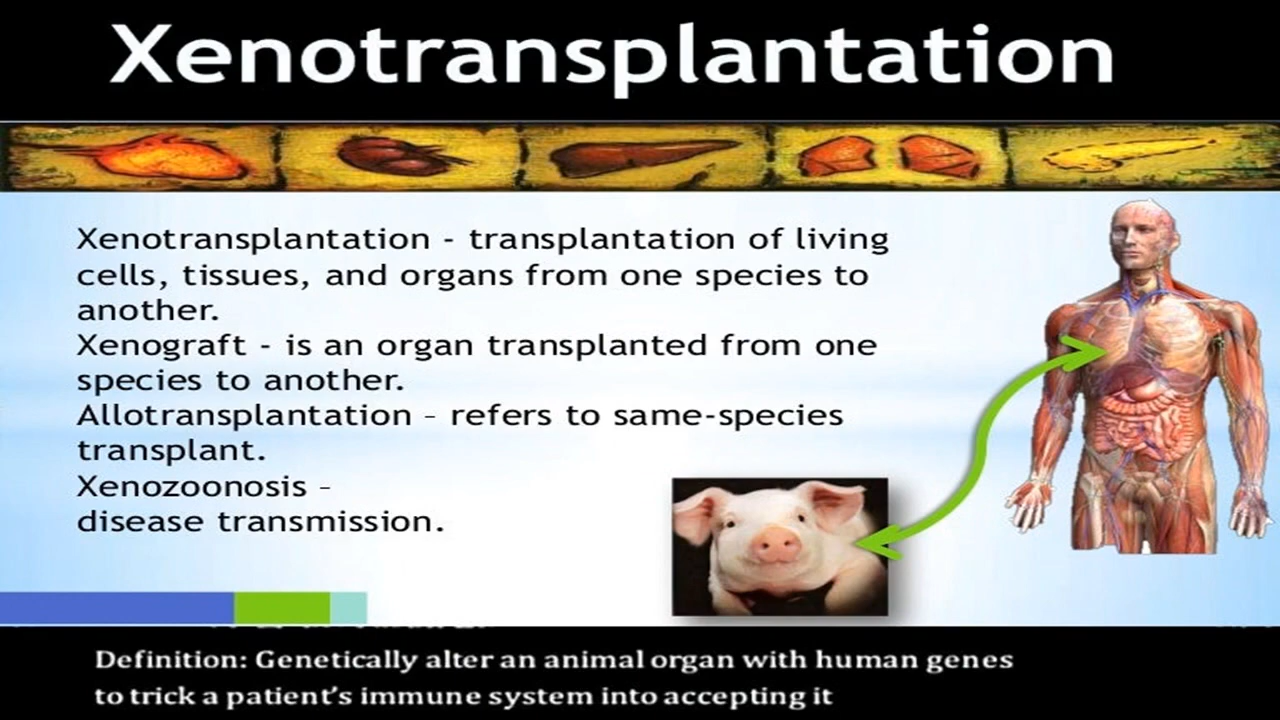 Xenotransplantation
Xenotransplantation - transplantation of living
cells, tissues, and organs from one species to
another.
Xenograft - is an organ transplanted from one
species to another.
Allotransplantation – refers to same-species
transplant.
Xenozoonosis –
disease transmission.
Definition: Genetically alter an animal organ with human genes
to trick a patient's immune system into accepting it